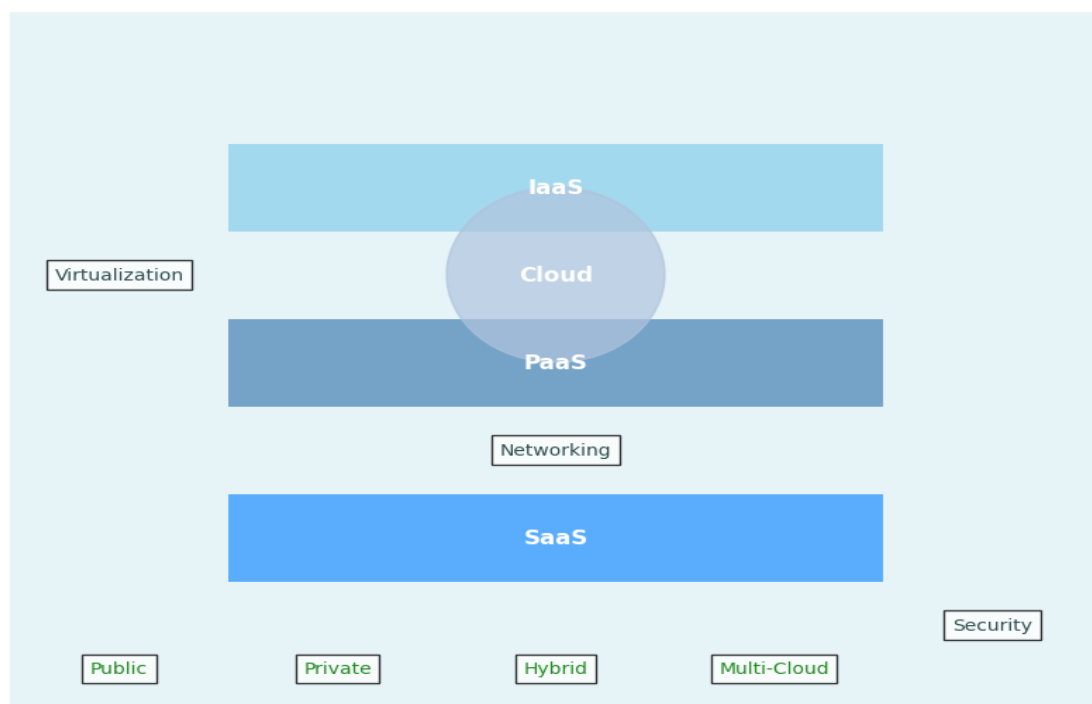 IaaS
Virtualization
Cloud
PaaS
Networking
SaaS
Security
Public
Private
Hybrid
Multi-Cloud